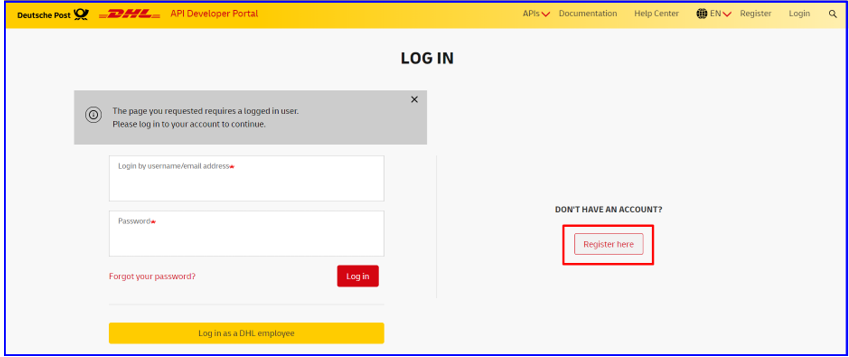 Deutsche Post DHL API Developer Portal APIs Documentation Help Center EN Register Login
LOG IN
The page you requested requires a logged in user.
Please log in to your account to continue.
Login by username/email address*
Password*
DON'T HAVE AN ACCOUNT?
Register here
Forgot your password?
Log in
Log in as a DHL employee